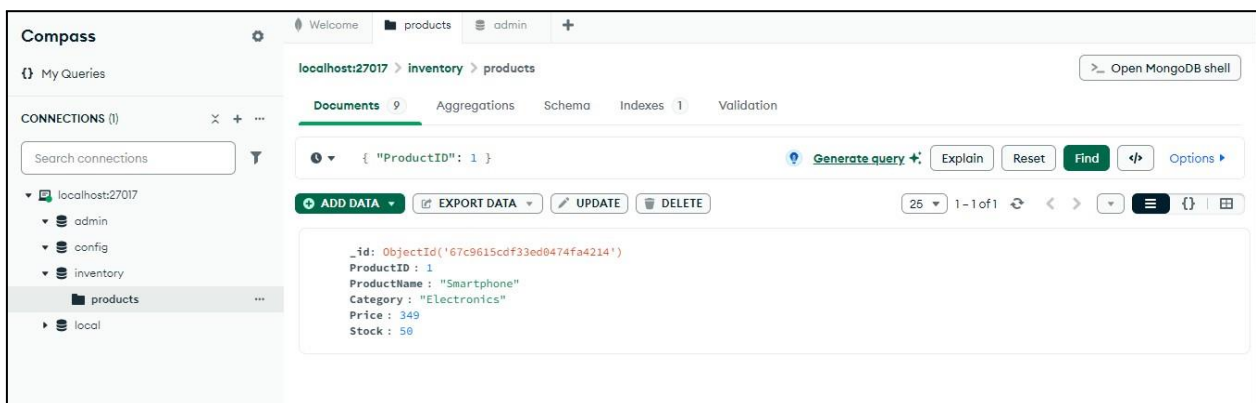 Compass
{} My Queries
CONNECTIONS (1)
Search connections
localhost:27017
admin
config
inventory
products
local
Welcome products admin
localhost:27017 > inventory > products
>_ Open MongoDB shell
Documents 9 Aggregations Schema Indexes 1 Validation
{ "ProductID": 1 }
Generate query Explain Reset Find </> Options
ADD DATA EXPORT DATA UPDATE DELETE
25 1 – 1 of 1 {}
_id: ObjectId('67c9615cdf33ed0474fa4214')
ProductID : 1
ProductName : "Smartphone"
Category : "Electronics"
Price : 349
Stock : 50